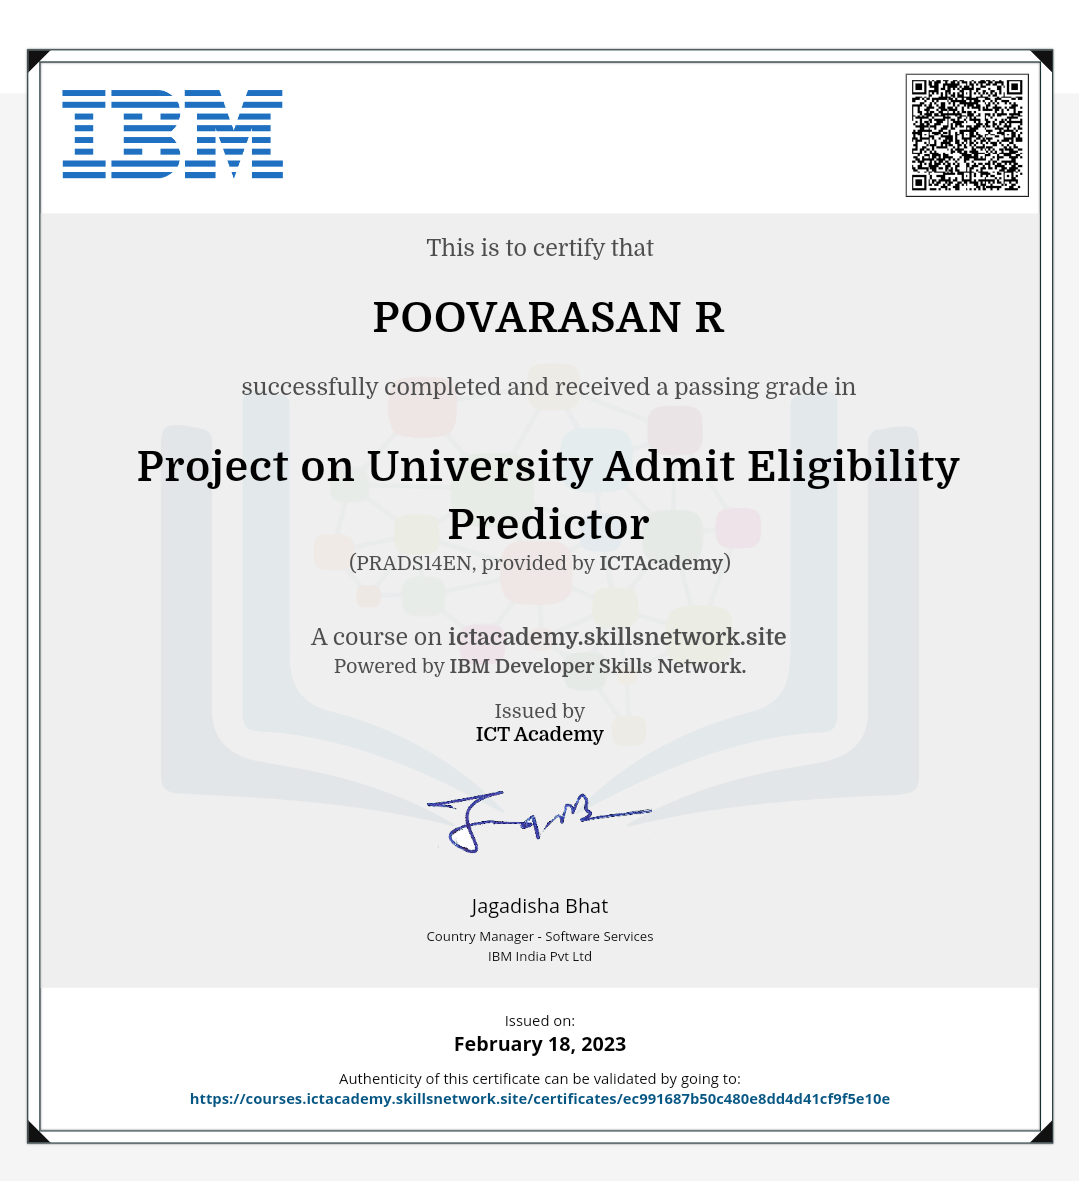 IBM
This is to certify that
POOVARASAN R
successfully completed and received a passing grade in
Project on University Admit Eligibility
Predictor
(PRADS14EN, provided by ICTAcademy)
A course on ictacademy.skillsnetwork.site
Powered by IBM Developer Skills Network.
Issued by
ICT Academy
Jagadisha Bhat
Country Manager - Software Services
IBM India Pvt Ltd
Issued on:
February 18, 2023
Authenticity of this certificate can be validated by going to:
https://courses.ictacademy.skillsnetwork.site/certificates/ec991687b50c480e8dd4d41cf9f5e10e